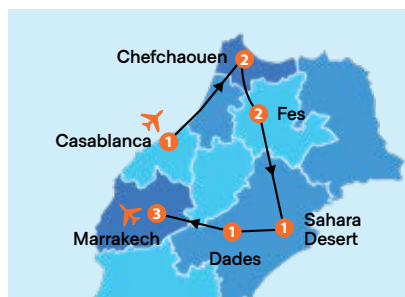 Chefchaouen
2
2
Fes
Casablanca
1
3
Marrakech
1
Dades
1
Sahara
Desert